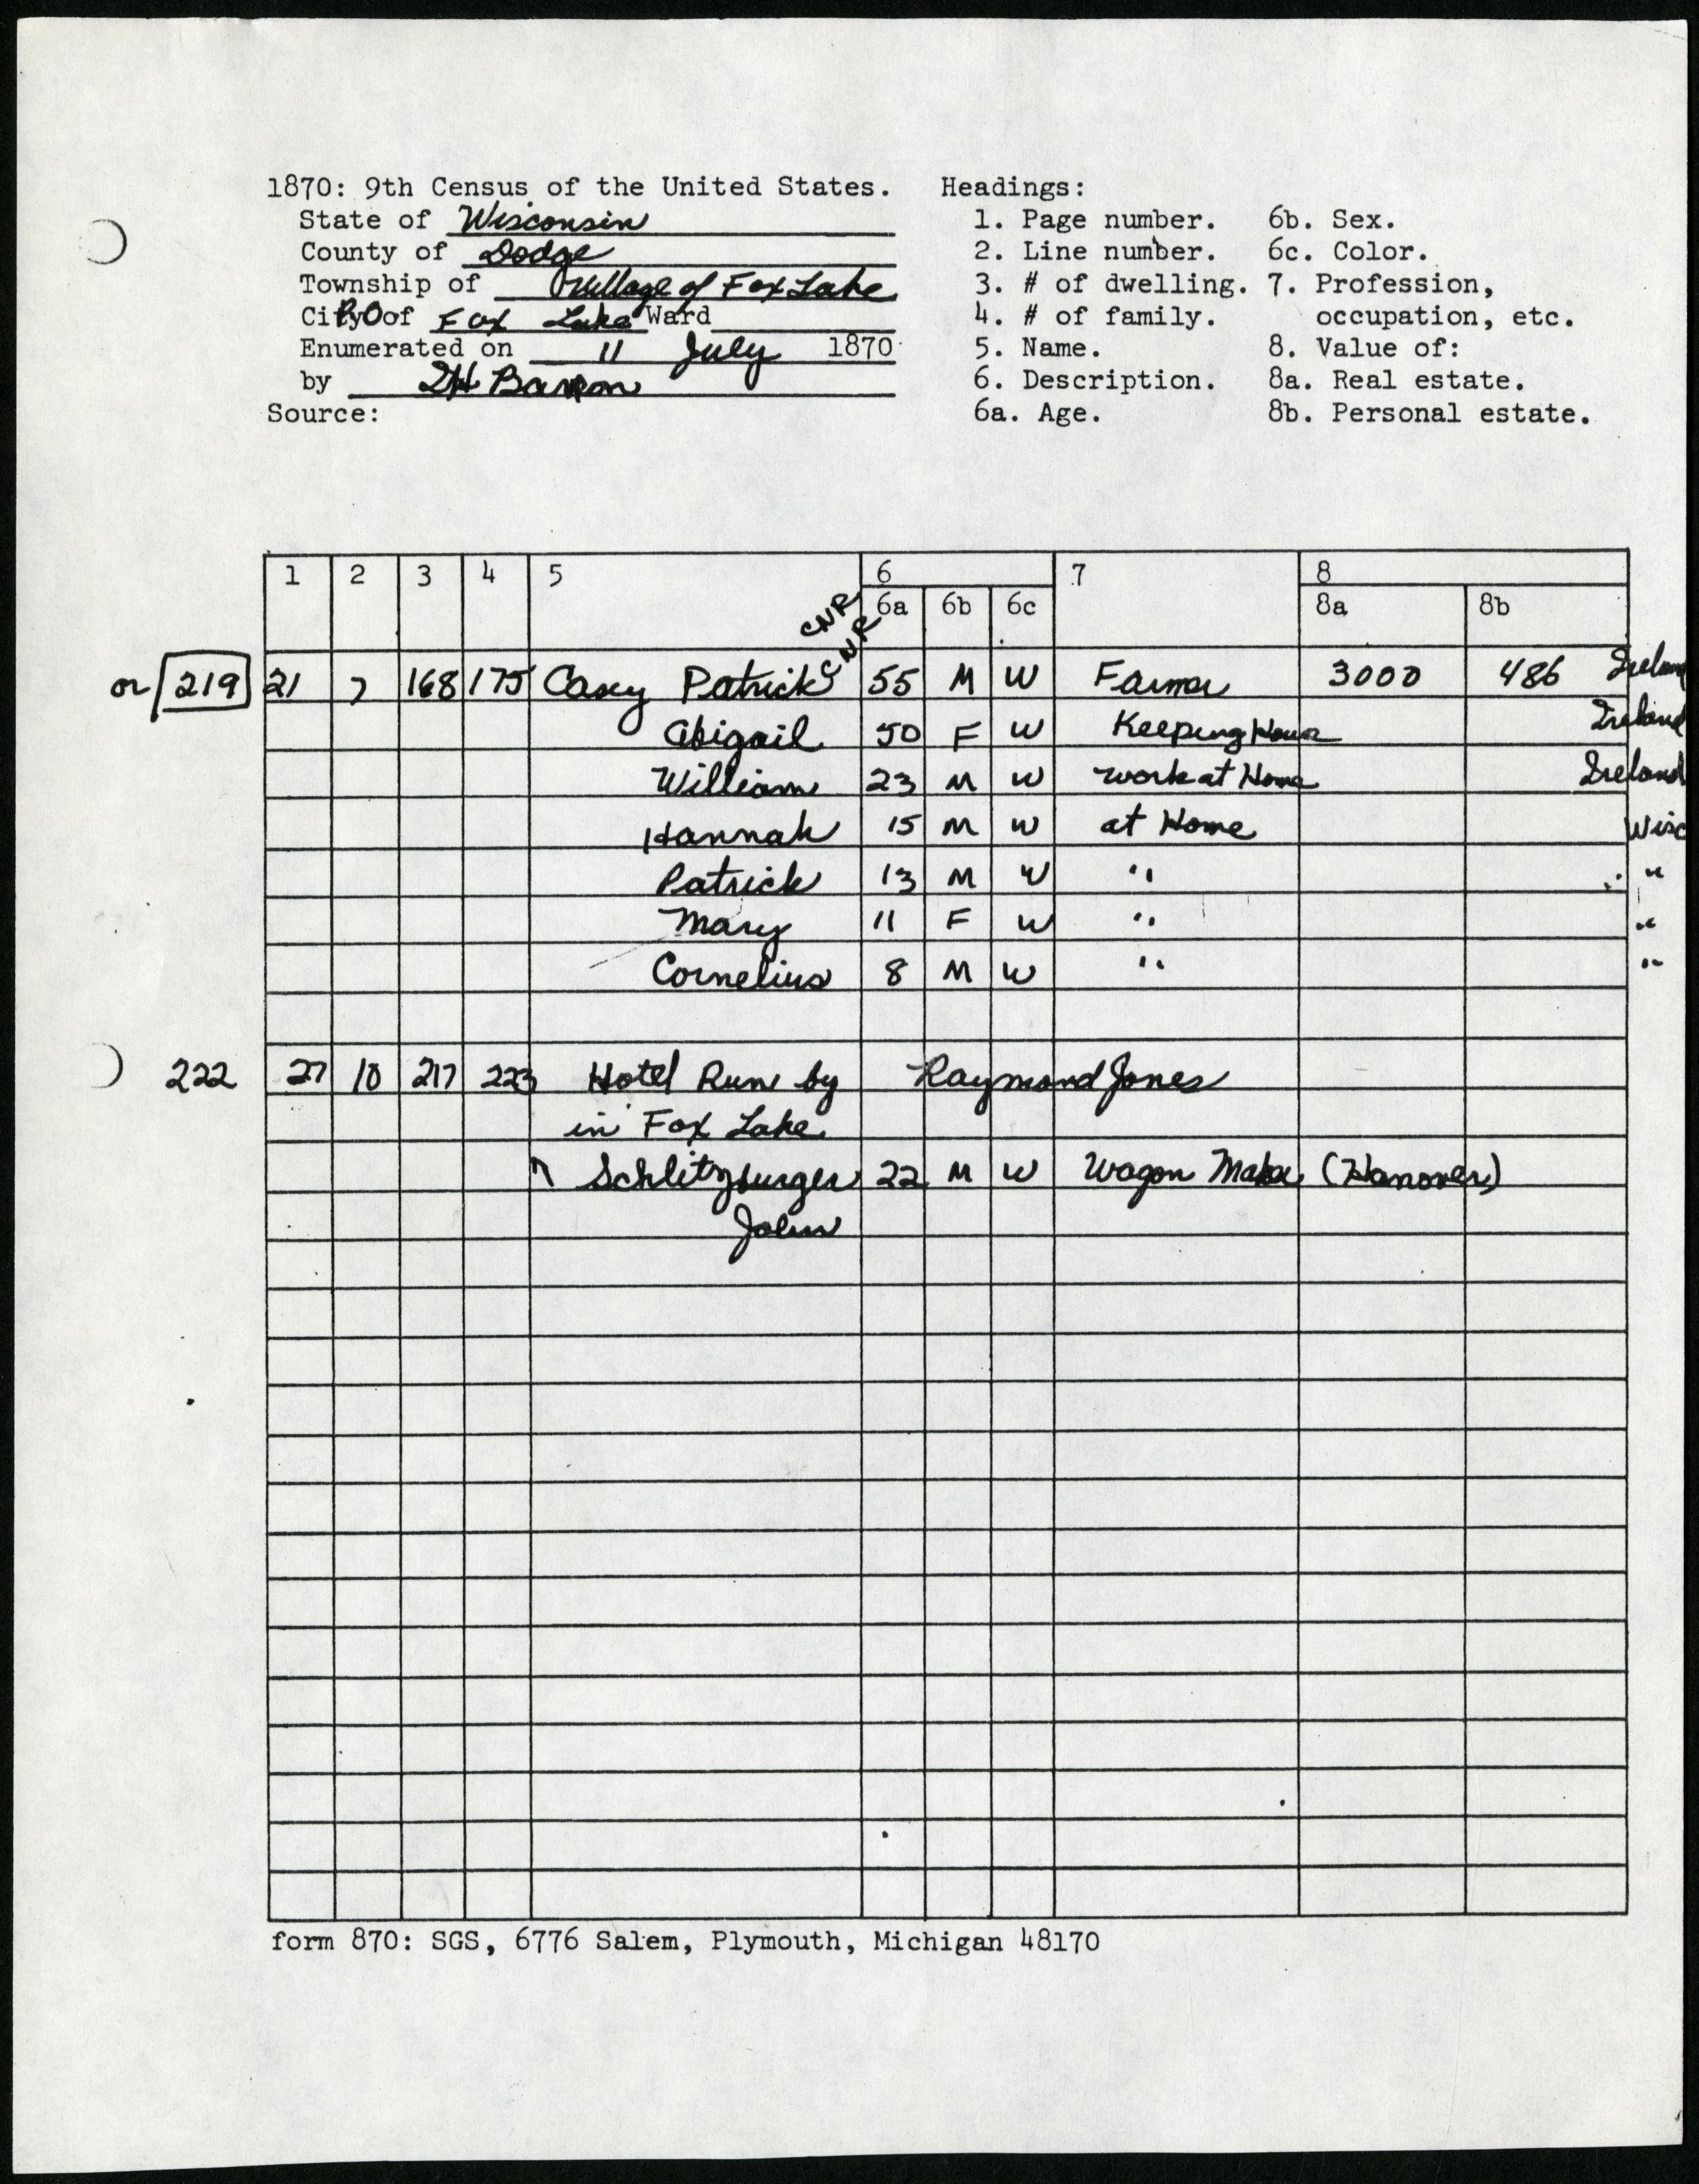 1870: 9th Census of the United States.
State of Wisconsin
County of Dodge
Township of Village of Fox Lake
City of PO Fox Lake Ward
Enumerated on 11 July 1870
by
Source:
Headings:
1. Page number. 6b. Sex.
2. Line number. 6c. Color.
3. # of dwelling. 7. Profession,
4. # of family. occupation, etc.
5. Name. 8. Value of:
6. Description. 8a. Real estate.
6a. Age. 8b. Personal estate.
1 2 3 4 5 6 7 8
6a 6b 6c 8a 8b
CNR
CNR
or 219 21 7 168 175 Casey Patrick 55 M W Farmer 3000 486 Ireland
Abigail 50 F W Keeping House Ireland
William 23 M W work at Home Ireland
Hannah 15 M W at Home Wisc
Patrick 13 M W " "
Mary 11 F W " "
Cornelius 8 M W " "
222 27 10 217 223 Hotel Run by Raymond Jones
in Fox Lake
Schlitzburger 22 M W Wagon Maker (Hanover)
John
form 870: SGS, 6776 Salem, Plymouth, Michigan 48170